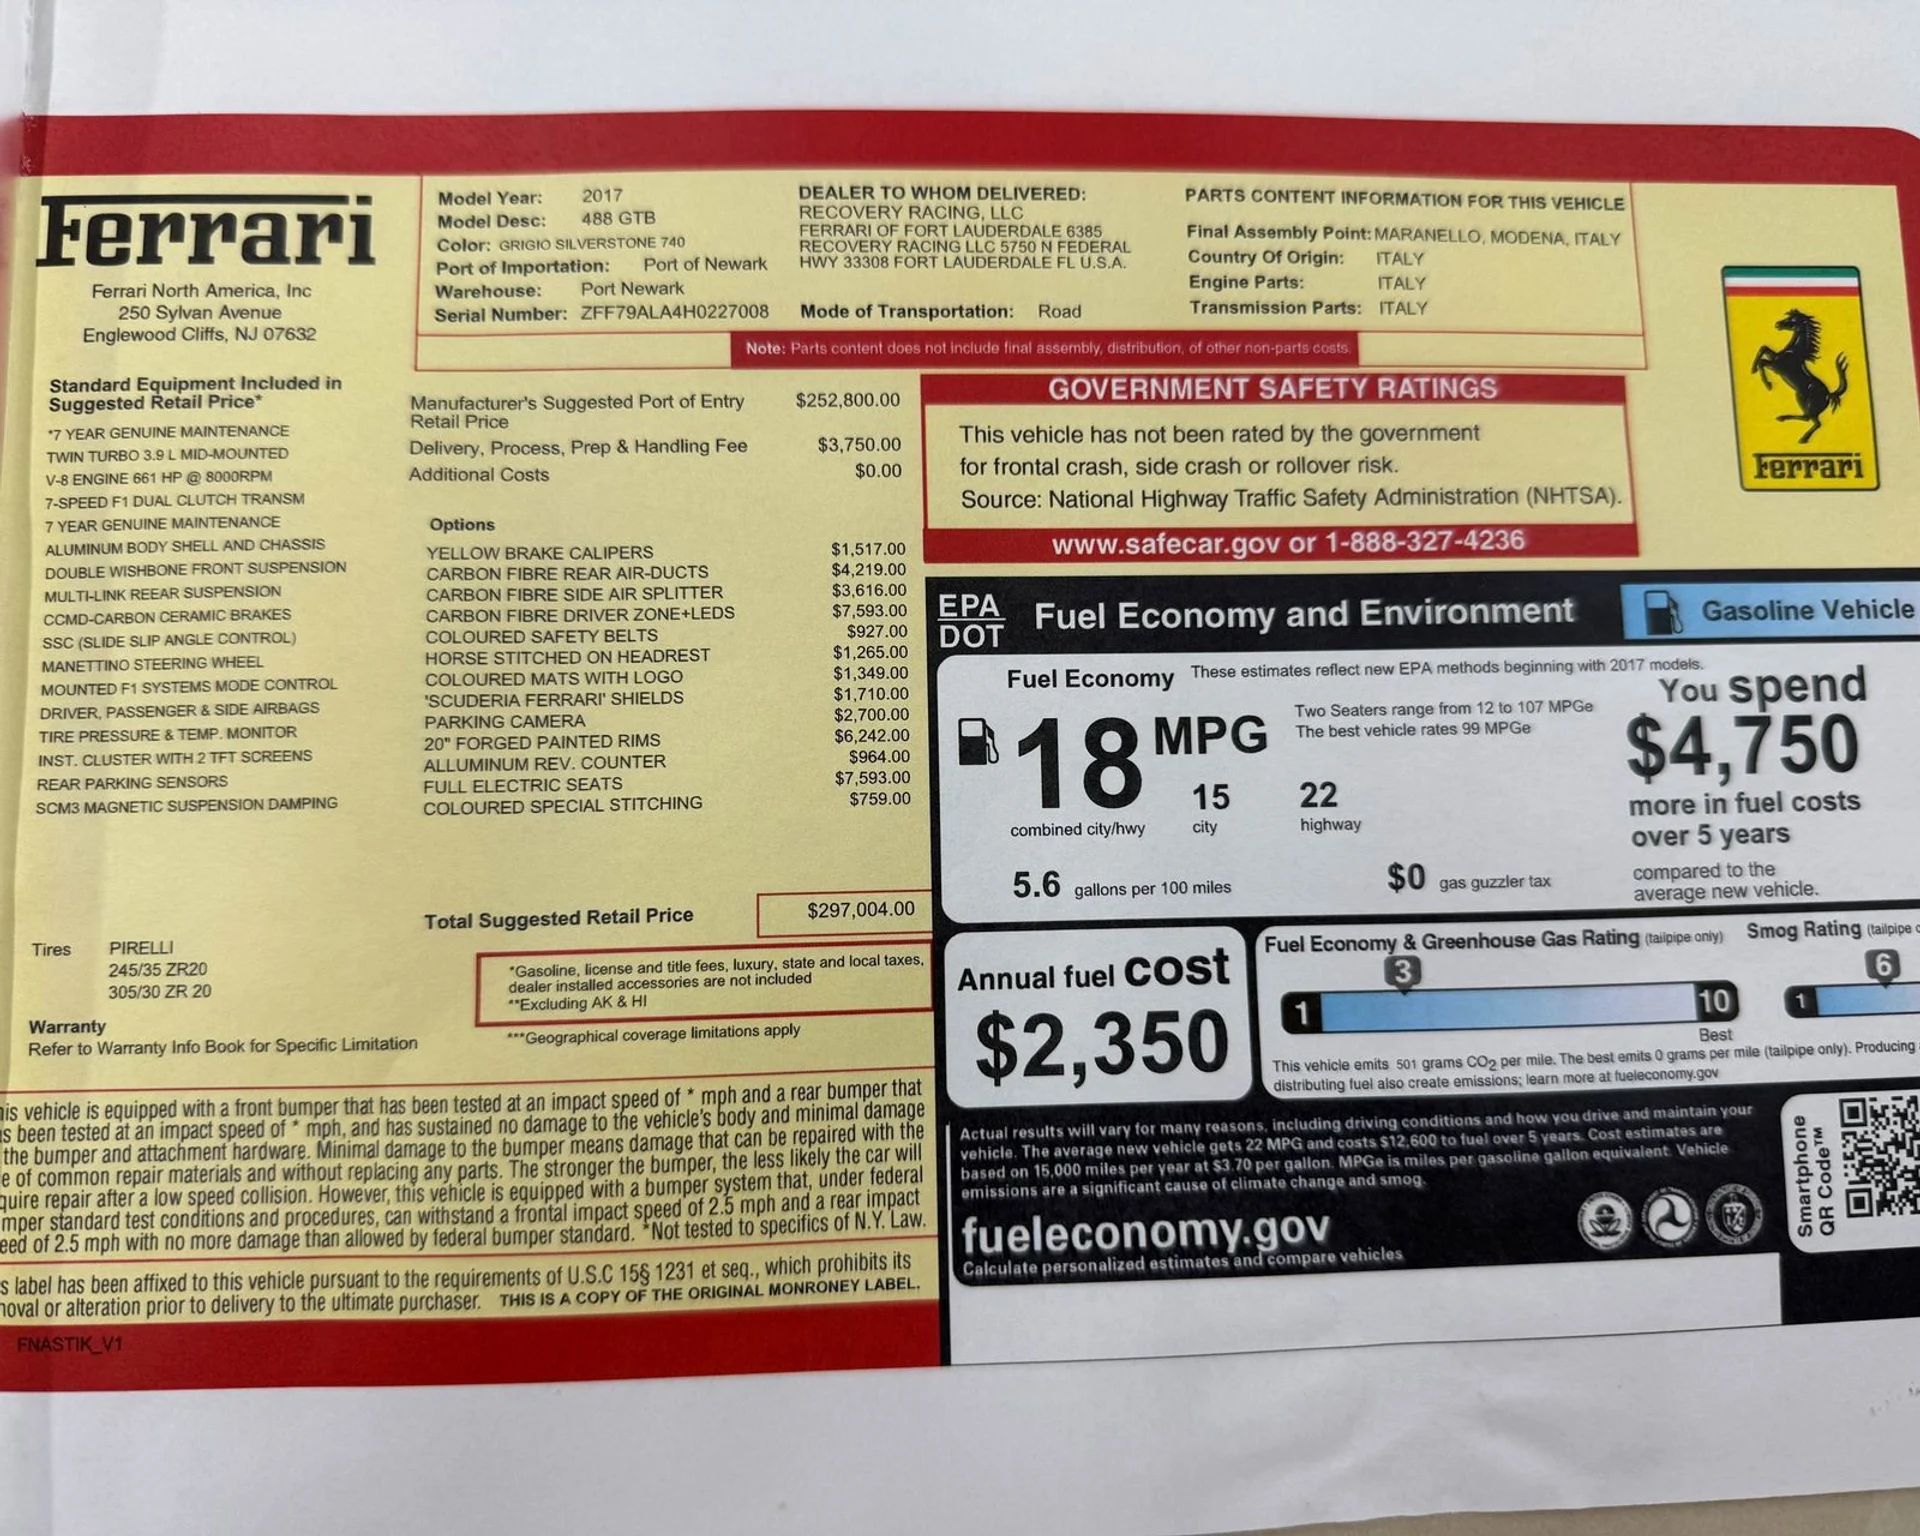 Ferrari
Ferrari North America, Inc
250 Sylvan Avenue
Englewood Cliffs, NJ 07632
Model Year: 2017
Model Desc: 488 GTB
Color: GRIGIO SILVERSTONE 740
Port of Importation: Port of Newark
Warehouse: Port Newark
Serial Number: ZFF79ALA4H0227008
DEALER TO WHOM DELIVERED:
RECOVERY RACING, LLC
FERRARI OF FORT LAUDERDALE 6385
RECOVERY RACING LLC 5750 N FEDERAL
HWY 33308 FORT LAUDERDALE FL U.S.A.
Mode of Transportation: Road
PARTS CONTENT INFORMATION FOR THIS VEHICLE
Final Assembly Point: MARANELLO, MODENA, ITALY
Country Of Origin: ITALY
Engine Parts: ITALY
Transmission Parts: ITALY
Note: Parts content does not include final assembly, distribution, of other non-parts costs.
Ferrari
Standard Equipment Included in
Suggested Retail Price*
*7 YEAR GENUINE MAINTENANCE
TWIN TURBO 3.9 L MID-MOUNTED
V-8 ENGINE 661 HP @ 8000RPM
7-SPEED F1 DUAL CLUTCH TRANSM
7 YEAR GENUINE MAINTENANCE
ALUMINUM BODY SHELL AND CHASSIS
DOUBLE WISHBONE FRONT SUSPENSION
MULTI-LINK REEAR SUSPENSION
CCMD-CARBON CERAMIC BRAKES
SSC (SLIDE SLIP ANGLE CONTROL)
MANETTINO STEERING WHEEL
MOUNTED F1 SYSTEMS MODE CONTROL
DRIVER, PASSENGER & SIDE AIRBAGS
TIRE PRESSURE & TEMP. MONITOR
INST. CLUSTER WITH 2 TFT SCREENS
REAR PARKING SENSORS
SCM3 MAGNETIC SUSPENSION DAMPING
Tires PIRELLI
245/35 ZR20
305/30 ZR 20
Warranty
Refer to Warranty Info Book for Specific Limitation
Manufacturer's Suggested Port of Entry $252,800.00
Retail Price
Delivery, Process, Prep & Handling Fee $3,750.00
Additional Costs $0.00
Options
YELLOW BRAKE CALIPERS $1,517.00
CARBON FIBRE REAR AIR-DUCTS $4,219.00
CARBON FIBRE SIDE AIR SPLITTER $3,616.00
CARBON FIBRE DRIVER ZONE+LEDS $7,593.00
COLOURED SAFETY BELTS $927.00
HORSE STITCHED ON HEADREST $1,265.00
COLOURED MATS WITH LOGO $1,349.00
'SCUDERIA FERRARI' SHIELDS $1,710.00
PARKING CAMERA $2,700.00
20" FORGED PAINTED RIMS $6,242.00
ALLUMINUM REV. COUNTER $964.00
FULL ELECTRIC SEATS $7,593.00
COLOURED SPECIAL STITCHING $759.00
Total Suggested Retail Price $297,004.00
*Gasoline, license and title fees, luxury, state and local taxes,
dealer installed accessories are not included
**Excluding AK & HI
***Geographical coverage limitations apply
is vehicle is equipped with a front bumper that has been tested at an impact speed of * mph and a rear bumper that
s been tested at an impact speed of * mph, and has sustained no damage to the vehicle's body and minimal damage
the bumper and attachment hardware. Minimal damage to the bumper means damage that can be repaired with the
e of common repair materials and without replacing any parts. The stronger the bumper, the less likely the car will
quire repair after a low speed collision. However, this vehicle is equipped with a bumper system that, under federal
mper standard test conditions and procedures, can withstand a frontal impact speed of 2.5 mph and a rear impact
eed of 2.5 mph with no more damage than allowed by federal bumper standard. *Not tested to specifics of N.Y. Law.
s label has been affixed to this vehicle pursuant to the requirements of U.S.C 15§ 1231 et seq., which prohibits its
moval or alteration prior to delivery to the ultimate purchaser. THIS IS A COPY OF THE ORIGINAL MONRONEY LABEL.
FNASTIK_V1
GOVERNMENT SAFETY RATINGS
This vehicle has not been rated by the government
for frontal crash, side crash or rollover risk.
Source: National Highway Traffic Safety Administration (NHTSA).
www.safecar.gov or 1-888-327-4236
EPA
DOT
Fuel Economy and Environment
Gasoline Vehicle
Fuel Economy
These estimates reflect new EPA methods beginning with 2017 models.
18 MPG
Two Seaters range from 12 to 107 MPGe
The best vehicle rates 99 MPGe
15 22
combined city/hwy city highway
5.6 gallons per 100 miles
$0 gas guzzler tax
You spend
$4,750
more in fuel costs
over 5 years
compared to the
average new vehicle.
Annual fuel cost
$2,350
Fuel Economy & Greenhouse Gas Rating (tailpipe only)
3
1 10
Best
Smog Rating (tailpipe
6
1
This vehicle emits 501 grams CO2 per mile. The best emits 0 grams per mile (tailpipe only). Producing
distributing fuel also create emissions; learn more at fueleconomy.gov
Actual results will vary for many reasons, including driving conditions and how you drive and maintain your
vehicle. The average new vehicle gets 22 MPG and costs $12,600 to fuel over 5 years. Cost estimates are
based on 15,000 miles per year at $3.70 per gallon. MPGe is miles per gasoline gallon equivalent. Vehicle
emissions are a significant cause of climate change and smog.
fueleconomy.gov
Calculate personalized estimates and compare vehicles
Smartphone
QR Code™